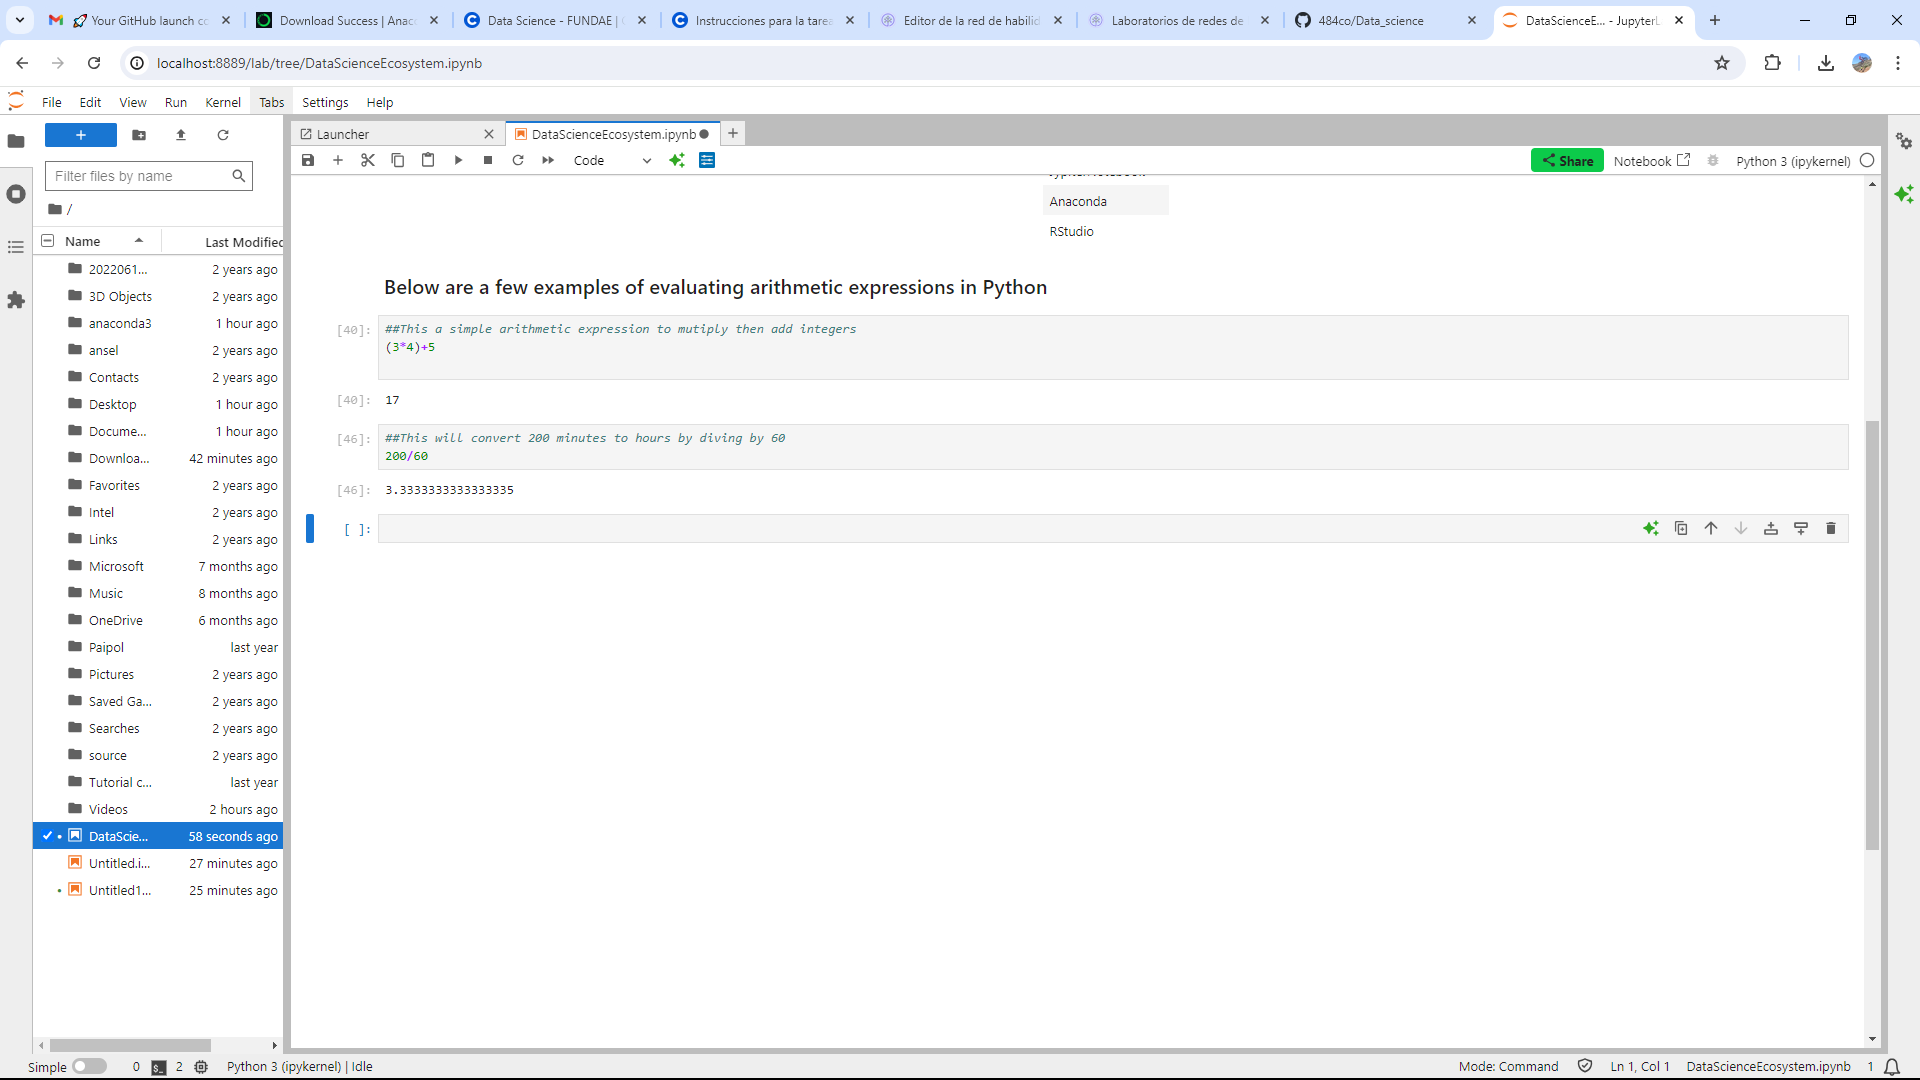 Your GitHub launch co
Download Success | Anac
Data Science - FUNDAE |
Instrucciones para la tarea
Editor de la red de habilid
Laboratorios de redes de
484co/Data_science
DataScienceE... - JupyterL
localhost:8889/lab/tree/DataScienceEcosystem.ipynb
File Edit View Run Kernel Tabs Settings Help
Launcher
DataScienceEcosystem.ipynb
Code
Share
Notebook
Python 3 (ipykernel)
Filter files by name
/
Name Last Modified
2022061... 2 years ago
3D Objects 2 years ago
anaconda3 1 hour ago
ansel 2 years ago
Contacts 2 years ago
Desktop 1 hour ago
Docume... 1 hour ago
Downloa... 42 minutes ago
Favorites 2 years ago
Intel 2 years ago
Links 2 years ago
Microsoft 7 months ago
Music 8 months ago
OneDrive 6 months ago
Paipol last year
Pictures 2 years ago
Saved Ga... 2 years ago
Searches 2 years ago
source 2 years ago
Tutorial c... last year
Videos 2 hours ago
DataScie... 58 seconds ago
Untitled.i... 27 minutes ago
Untitled1... 25 minutes ago
Anaconda
RStudio
Below are a few examples of evaluating arithmetic expressions in Python
[40]: ##This a simple arithmetic expression to mutiply then add integers
(3*4)+5
[40]: 17
[46]: ##This will convert 200 minutes to hours by diving by 60
200/60
[46]: 3.3333333333333335
[ ]:
Simple 0 2 Python 3 (ipykernel) | Idle
Mode: Command Ln 1, Col 1 DataScienceEcosystem.ipynb 1